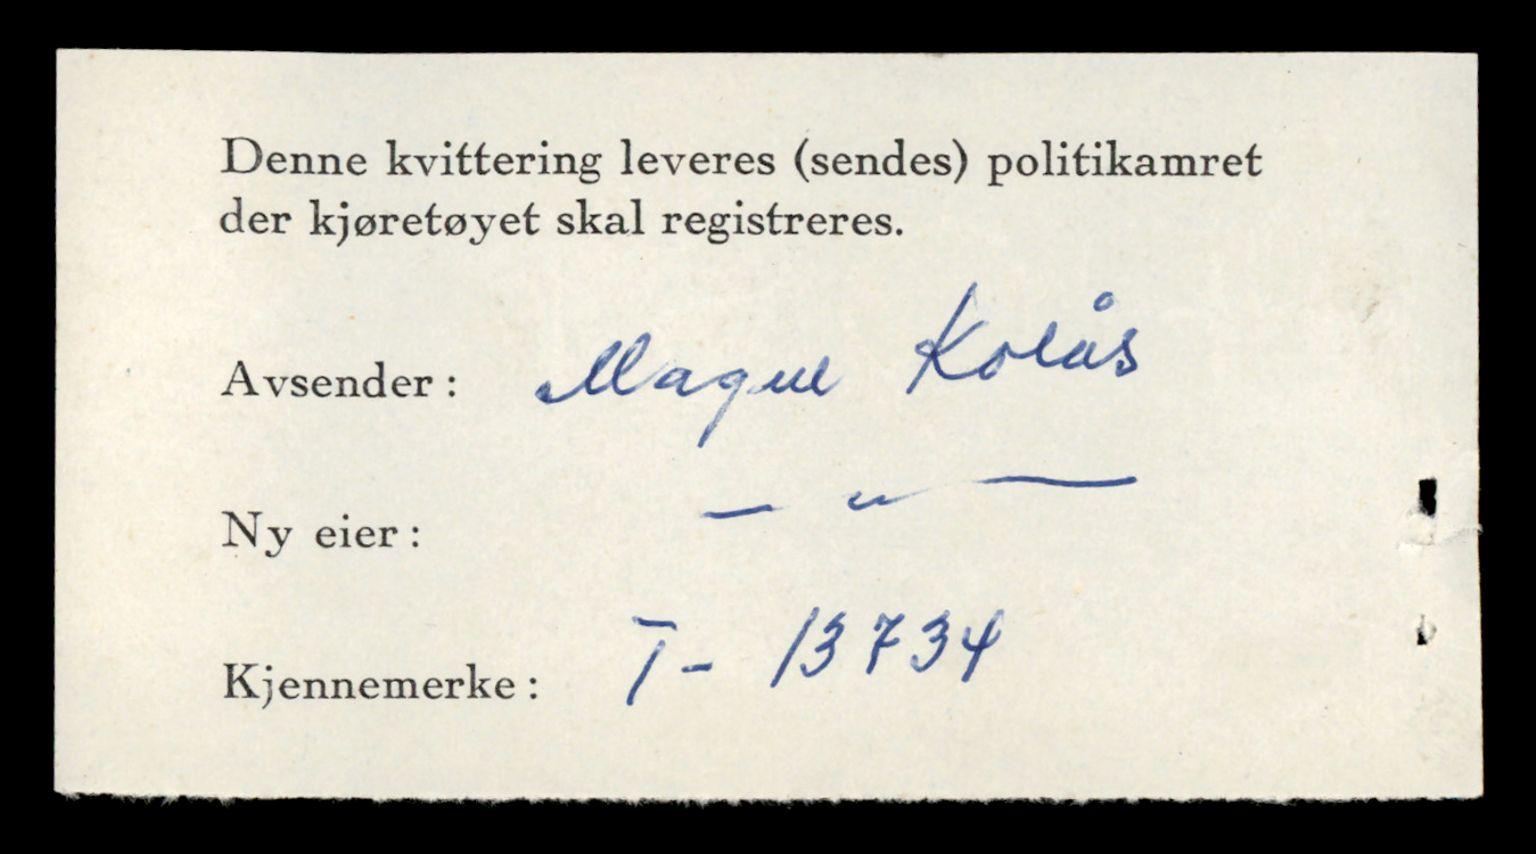 Denne kvittering leveres (sendes) politikamret
der kjøretøyet skal registreres.
Avsender: Magne Kolås
Ny eier: — " —
Kjennemerke: T- 13734